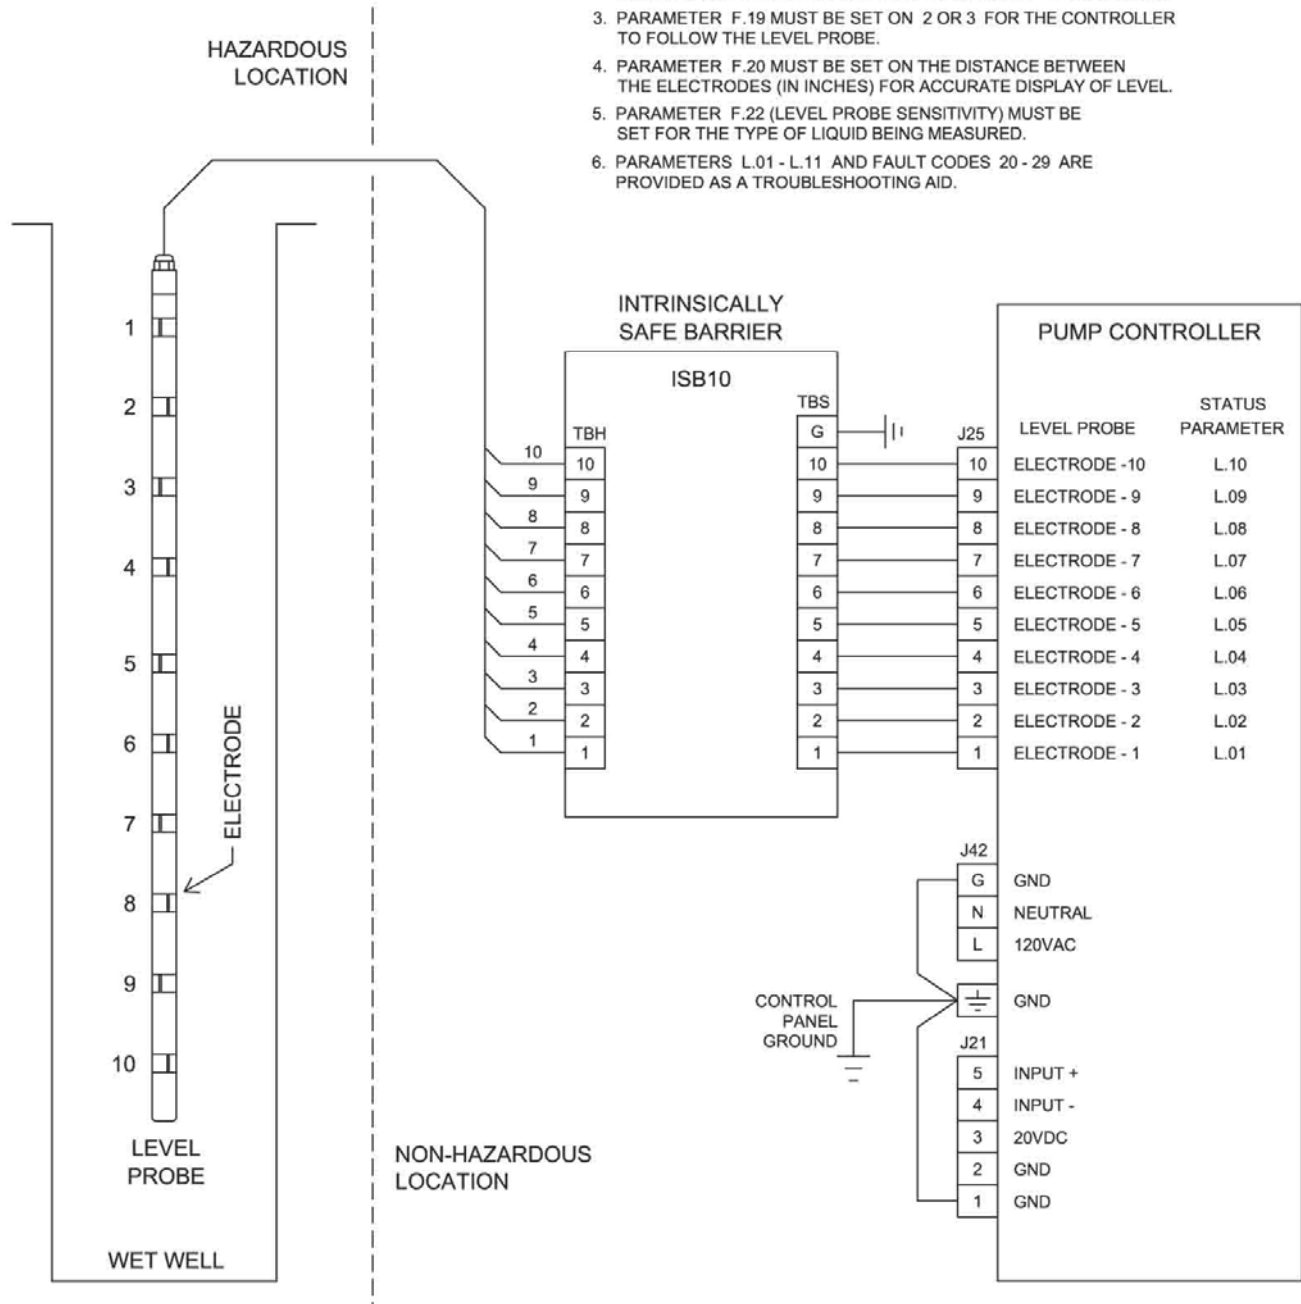 3. PARAMETER F.19 MUST BE SET ON 2 OR 3 FOR THE CONTROLLER
TO FOLLOW THE LEVEL PROBE.
4. PARAMETER F.20 MUST BE SET ON THE DISTANCE BETWEEN
THE ELECTRODES (IN INCHES) FOR ACCURATE DISPLAY OF LEVEL.
5. PARAMETER F.22 (LEVEL PROBE SENSITIVITY) MUST BE
SET FOR THE TYPE OF LIQUID BEING MEASURED.
6. PARAMETERS L.01 - L.11 AND FAULT CODES 20 - 29 ARE
PROVIDED AS A TROUBLESHOOTING AID.
HAZARDOUS
LOCATION
1
2
3
4
5
6
7
8
9
10
ELECTRODE
LEVEL
PROBE
WET WELL
NON-HAZARDOUS
LOCATION
INTRINSICALLY
SAFE BARRIER
ISB10
TBH
10 10
9 9
8 8
7 7
6 6
5 5
4 4
3 3
2 2
1 1
TBS
G
10
9
8
7
6
5
4
3
2
1
PUMP CONTROLLER
STATUS
J25 LEVEL PROBE PARAMETER
10 ELECTRODE -10 L.10
9 ELECTRODE - 9 L.09
8 ELECTRODE - 8 L.08
7 ELECTRODE - 7 L.07
6 ELECTRODE - 6 L.06
5 ELECTRODE - 5 L.05
4 ELECTRODE - 4 L.04
3 ELECTRODE - 3 L.03
2 ELECTRODE - 2 L.02
1 ELECTRODE - 1 L.01
J42
G GND
N NEUTRAL
L 120VAC
GND
CONTROL
PANEL
GROUND
J21
5 INPUT +
4 INPUT -
3 20VDC
2 GND
1 GND